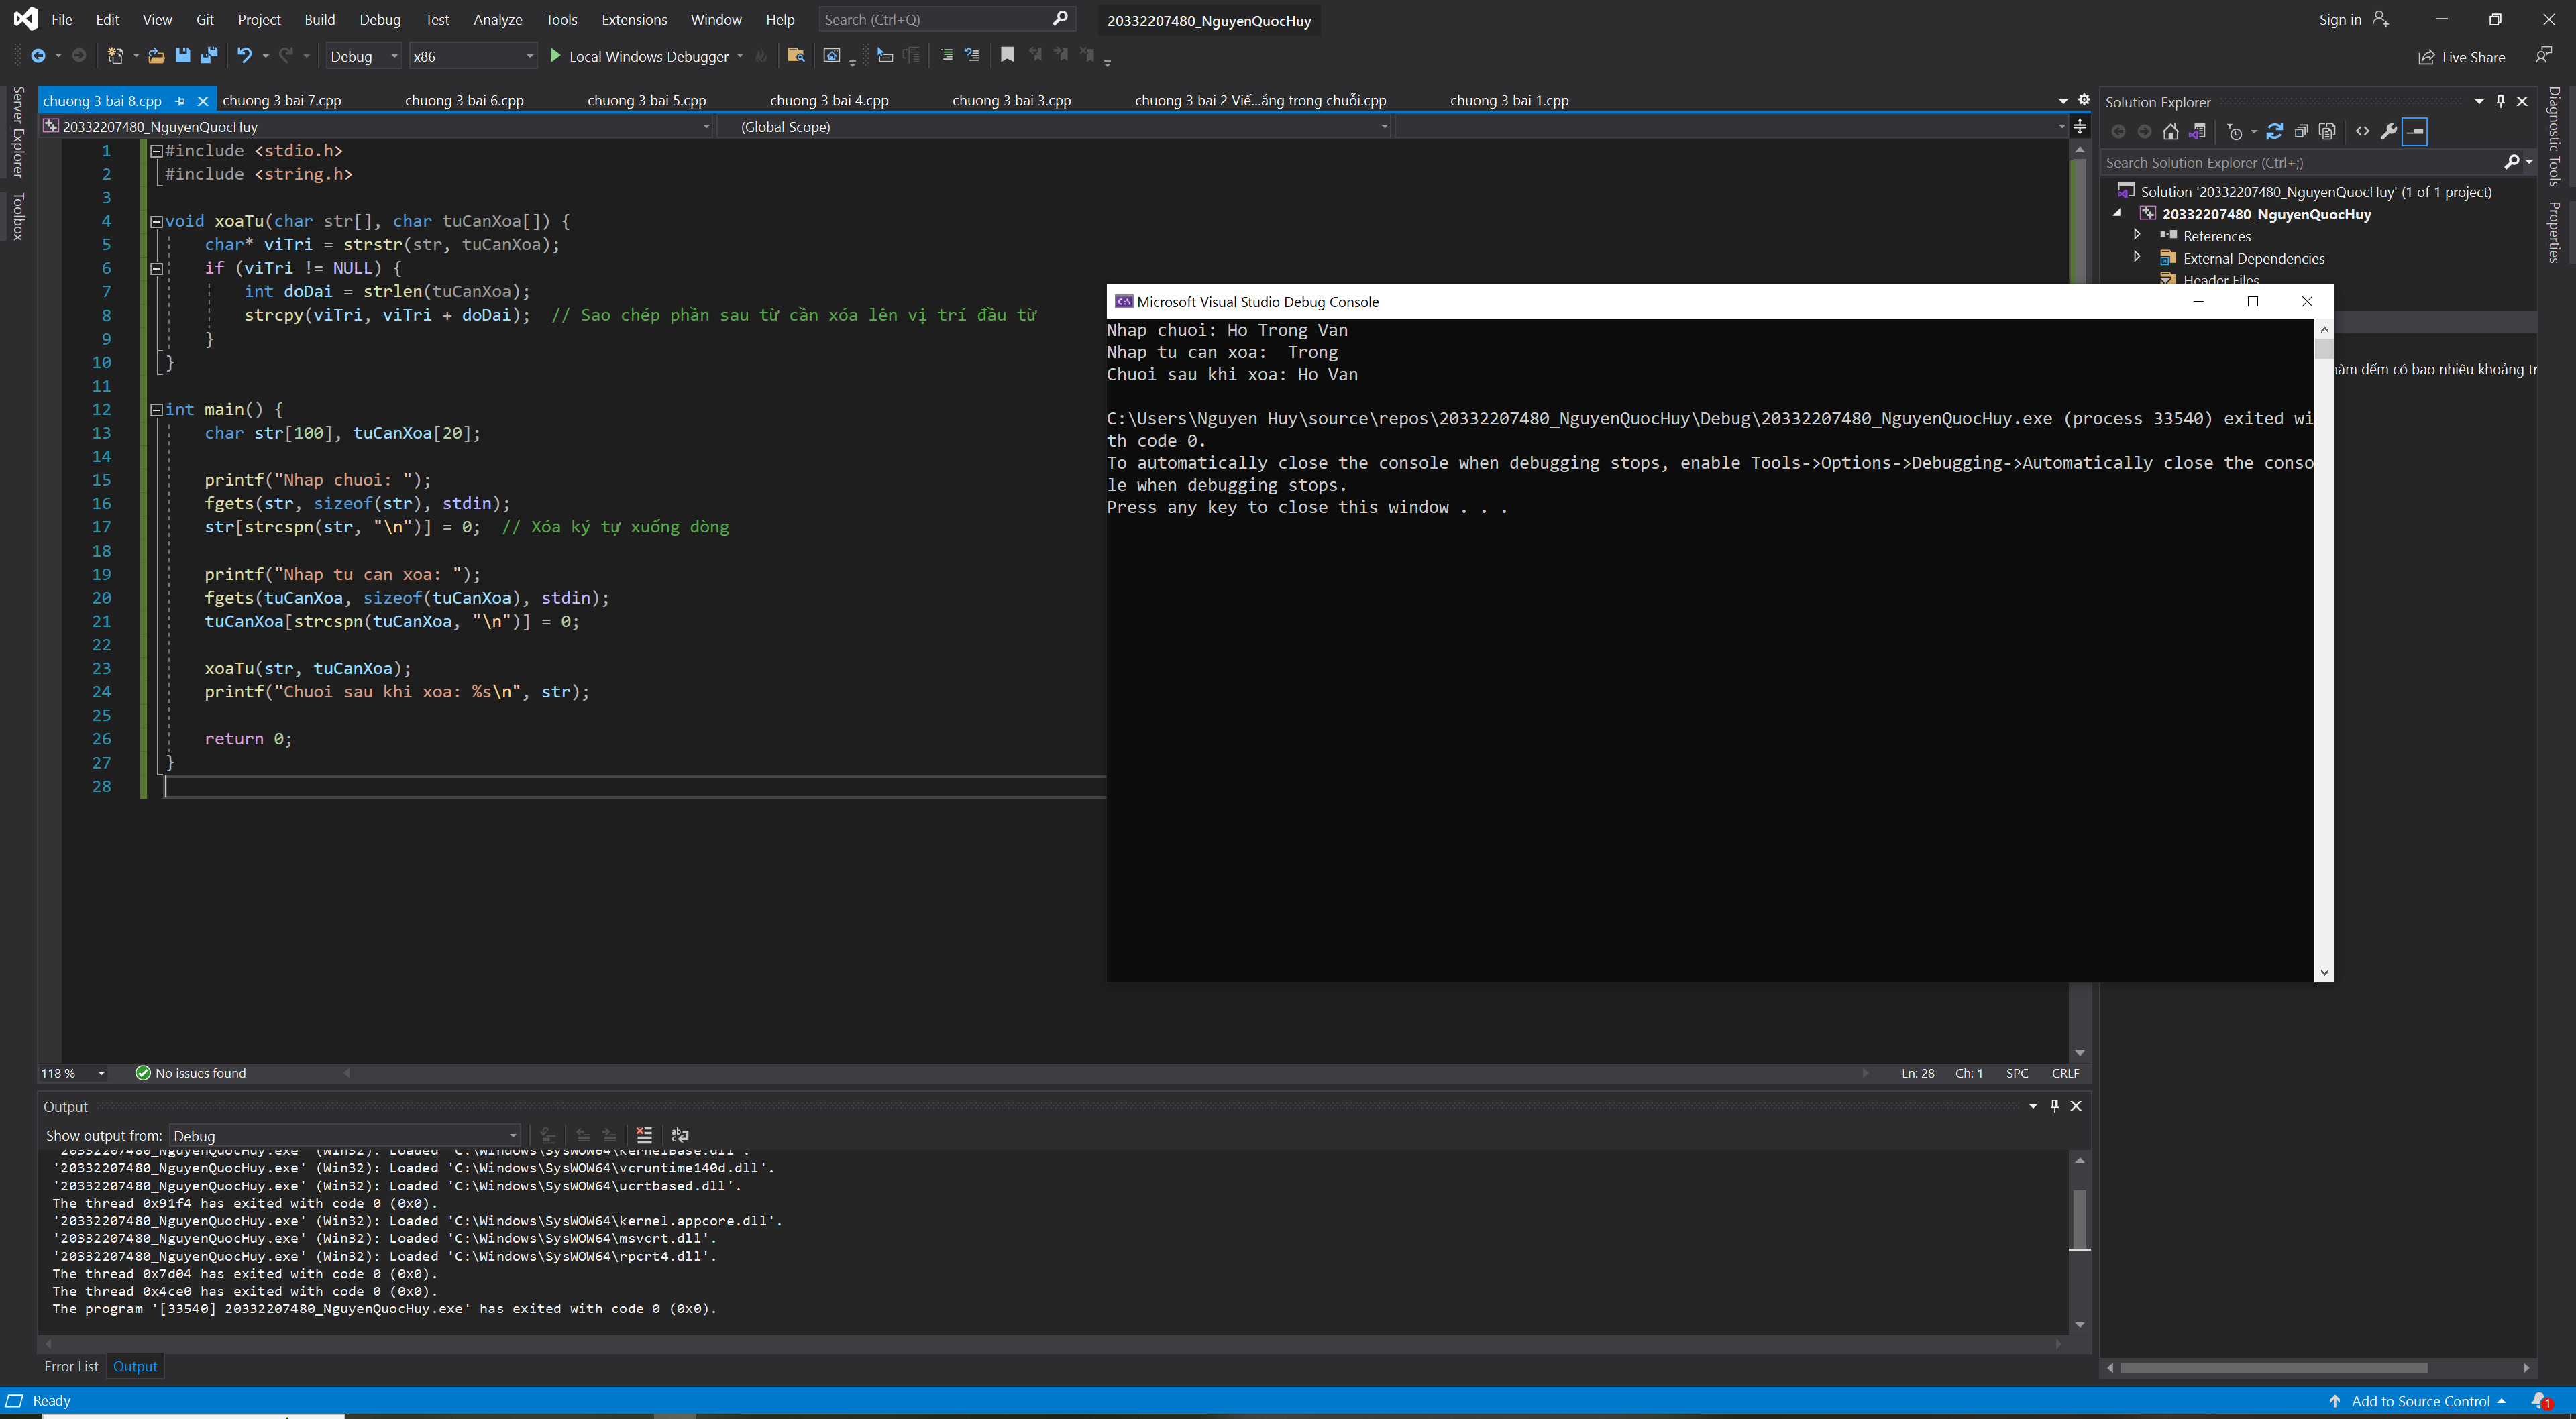 File Edit View Git Project Build Debug Test Analyze Tools Extensions Window Help Search (Ctrl+Q) 20332207480_NguyenQuocHuy Sign in
Debug x86 Local Windows Debugger Live Share
Server Explorer
Toolbox
chuong 3 bai 8.cpp chuong 3 bai 7.cpp chuong 3 bai 6.cpp chuong 3 bai 5.cpp chuong 3 bai 4.cpp chuong 3 bai 3.cpp chuong 3 bai 2 Viế...ắng trong chuỗi.cpp chuong 3 bai 1.cpp
20332207480_NguyenQuocHuy (Global Scope)
1 #include <stdio.h>
2 #include <string.h>
3
4 void xoaTu(char str[], char tuCanXoa[]) {
5 char* viTri = strstr(str, tuCanXoa);
6 if (viTri != NULL) {
7 int doDai = strlen(tuCanXoa);
8 strcpy(viTri, viTri + doDai); // Sao chép phần sau từ cần xóa lên vị trí đầu từ
9 }
10 }
11
12 int main() {
13 char str[100], tuCanXoa[20];
14
15 printf("Nhap chuoi: ");
16 fgets(str, sizeof(str), stdin);
17 str[strcspn(str, "\n")] = 0; // Xóa ký tự xuống dòng
18
19 printf("Nhap tu can xoa: ");
20 fgets(tuCanXoa, sizeof(tuCanXoa), stdin);
21 tuCanXoa[strcspn(tuCanXoa, "\n")] = 0;
22
23 xoaTu(str, tuCanXoa);
24 printf("Chuoi sau khi xoa: %s\n", str);
25
26 return 0;
27 }
28
Microsoft Visual Studio Debug Console
Nhap chuoi: Ho Trong Van
Nhap tu can xoa:  Trong
Chuoi sau khi xoa: Ho Van
C:\Users\Nguyen Huy\source\repos\20332207480_NguyenQuocHuy\Debug\20332207480_NguyenQuocHuy.exe (process 33540) exited wi
th code 0.
To automatically close the console when debugging stops, enable Tools->Options->Debugging->Automatically close the conso
le when debugging stops.
Press any key to close this window . . .
118 % No issues found Ln: 28 Ch: 1 SPC CRLF
Output
Show output from: Debug
'20332207480_NguyenQuocHuy.exe' (Win32): Loaded 'C:\Windows\SysWOW64\KernelBase.dll'.
'20332207480_NguyenQuocHuy.exe' (Win32): Loaded 'C:\Windows\SysWOW64\vcruntime140d.dll'.
'20332207480_NguyenQuocHuy.exe' (Win32): Loaded 'C:\Windows\SysWOW64\ucrtbased.dll'.
The thread 0x91f4 has exited with code 0 (0x0).
'20332207480_NguyenQuocHuy.exe' (Win32): Loaded 'C:\Windows\SysWOW64\kernel.appcore.dll'.
'20332207480_NguyenQuocHuy.exe' (Win32): Loaded 'C:\Windows\SysWOW64\msvcrt.dll'.
'20332207480_NguyenQuocHuy.exe' (Win32): Loaded 'C:\Windows\SysWOW64\rpcrt4.dll'.
The thread 0x7d04 has exited with code 0 (0x0).
The thread 0x4ce0 has exited with code 0 (0x0).
The program '[33540] 20332207480_NguyenQuocHuy.exe' has exited with code 0 (0x0).
Error List Output
Solution Explorer
Search Solution Explorer (Ctrl+;)
Solution '20332207480_NguyenQuocHuy' (1 of 1 project)
20332207480_NguyenQuocHuy
References
External Dependencies
Header Files
hàm đếm có bao nhiêu khoảng tr
Diagnostic Tools
Properties
Ready Add to Source Control 1